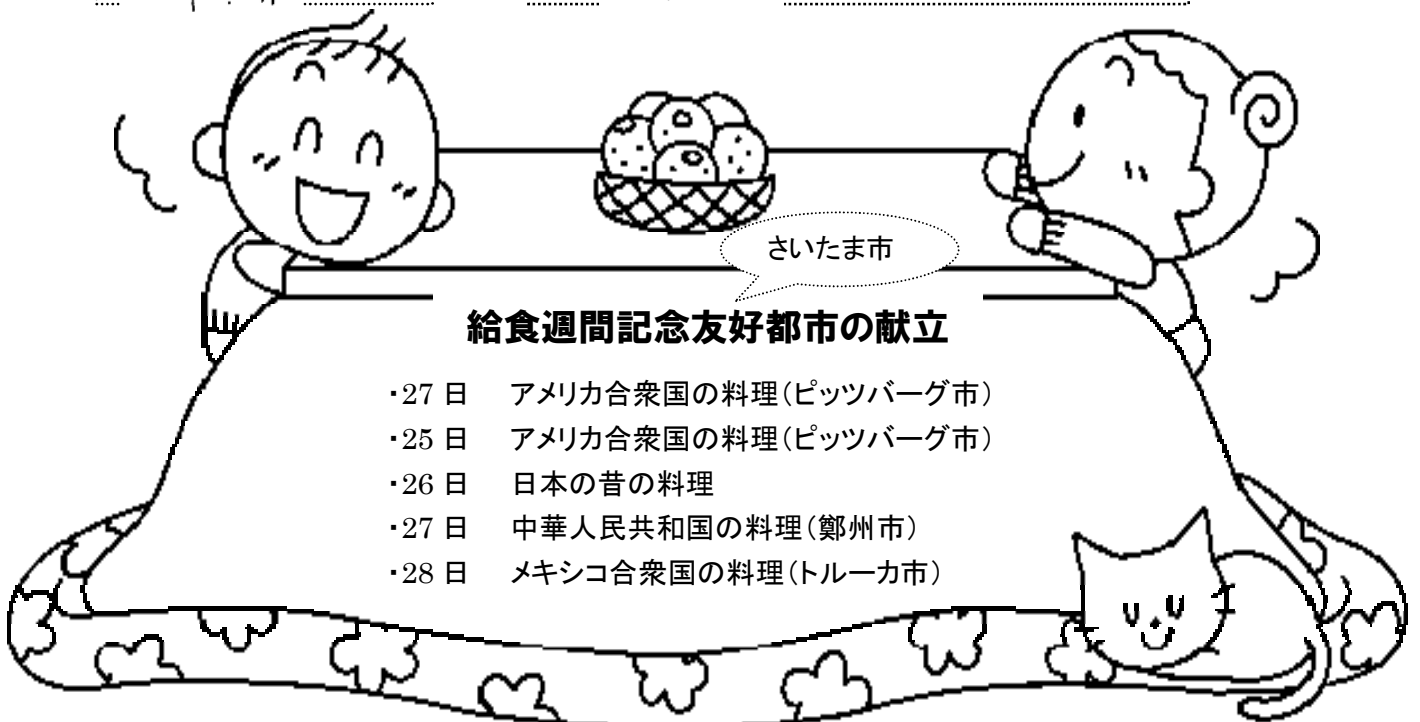 さいたま市
給食週間記念友好都市の献立
・27 日 アメリカ合衆国の料理（ピッツバーグ市）
・25 日 アメリカ合衆国の料理（ピッツバーグ市）
・26 日 日本の昔の料理
・27 日 中華人民共和国の料理（鄭州市）
・28 日 メキシコ合衆国の料理（トルーカ市）